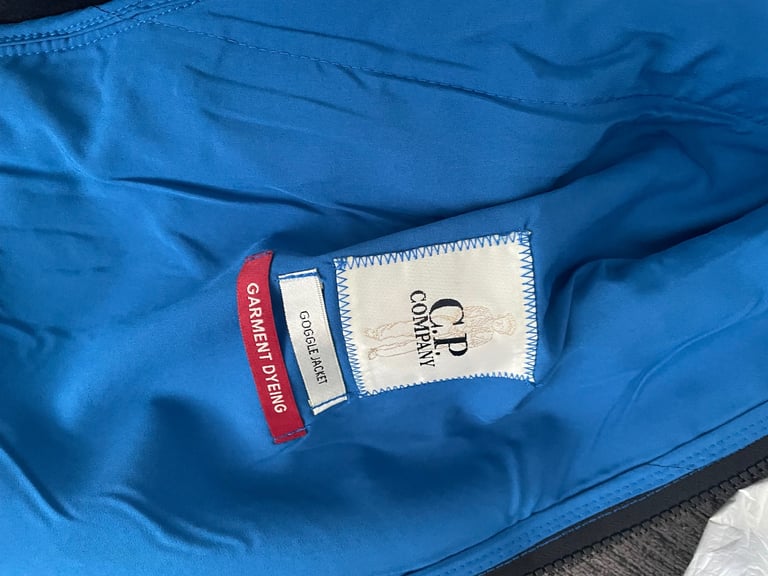 C.P.
COMPANY
GOGGLE JACKET
GARMENT DYEING